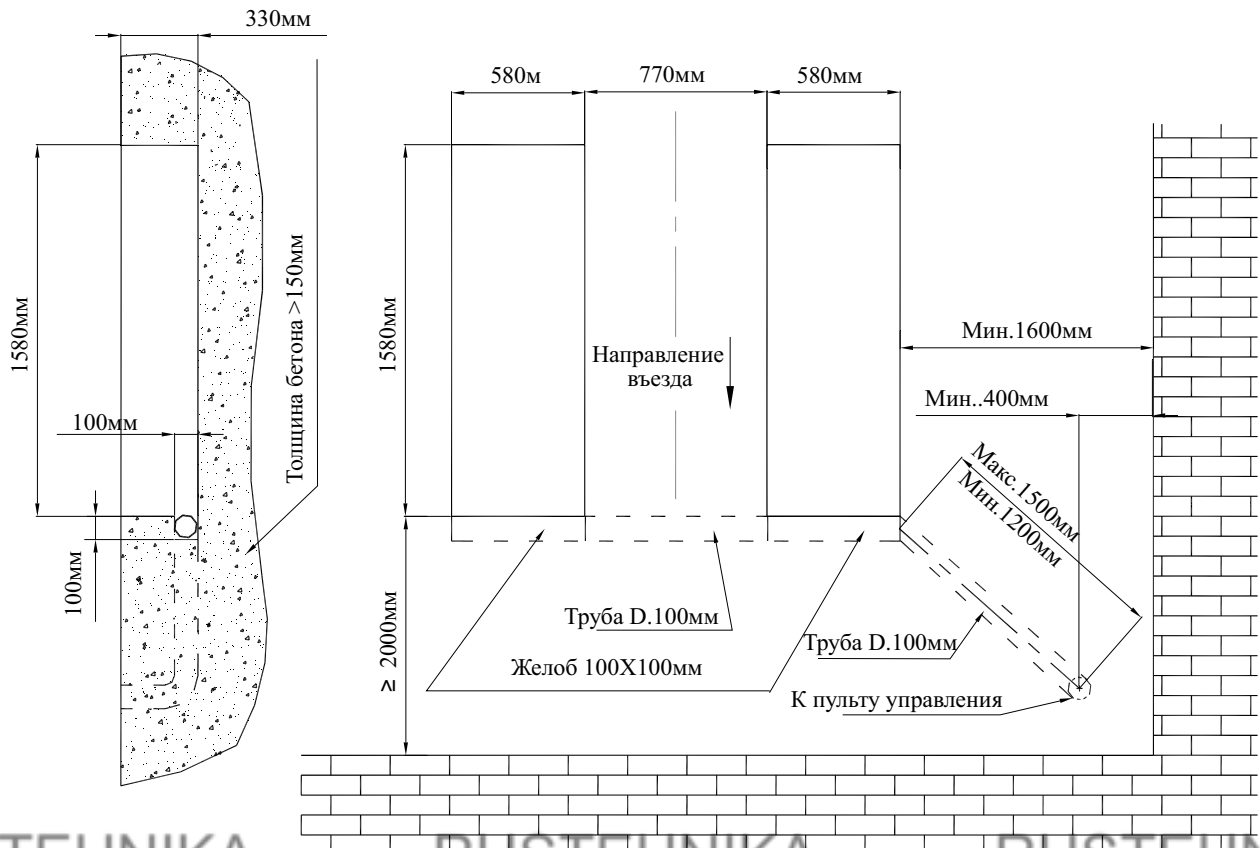 330мм
580м
770мм
580мм
1580мм
Толщина бетона >150мм
100мм
100мм
1580мм
Направление
въезда
Мин.1600мм
Мин..400мм
Макс.1500мм
Мин.1200мм
≥ 2000мм
Труба D.100мм
Труба D.100мм
Желоб 100X100мм
К пульту управления